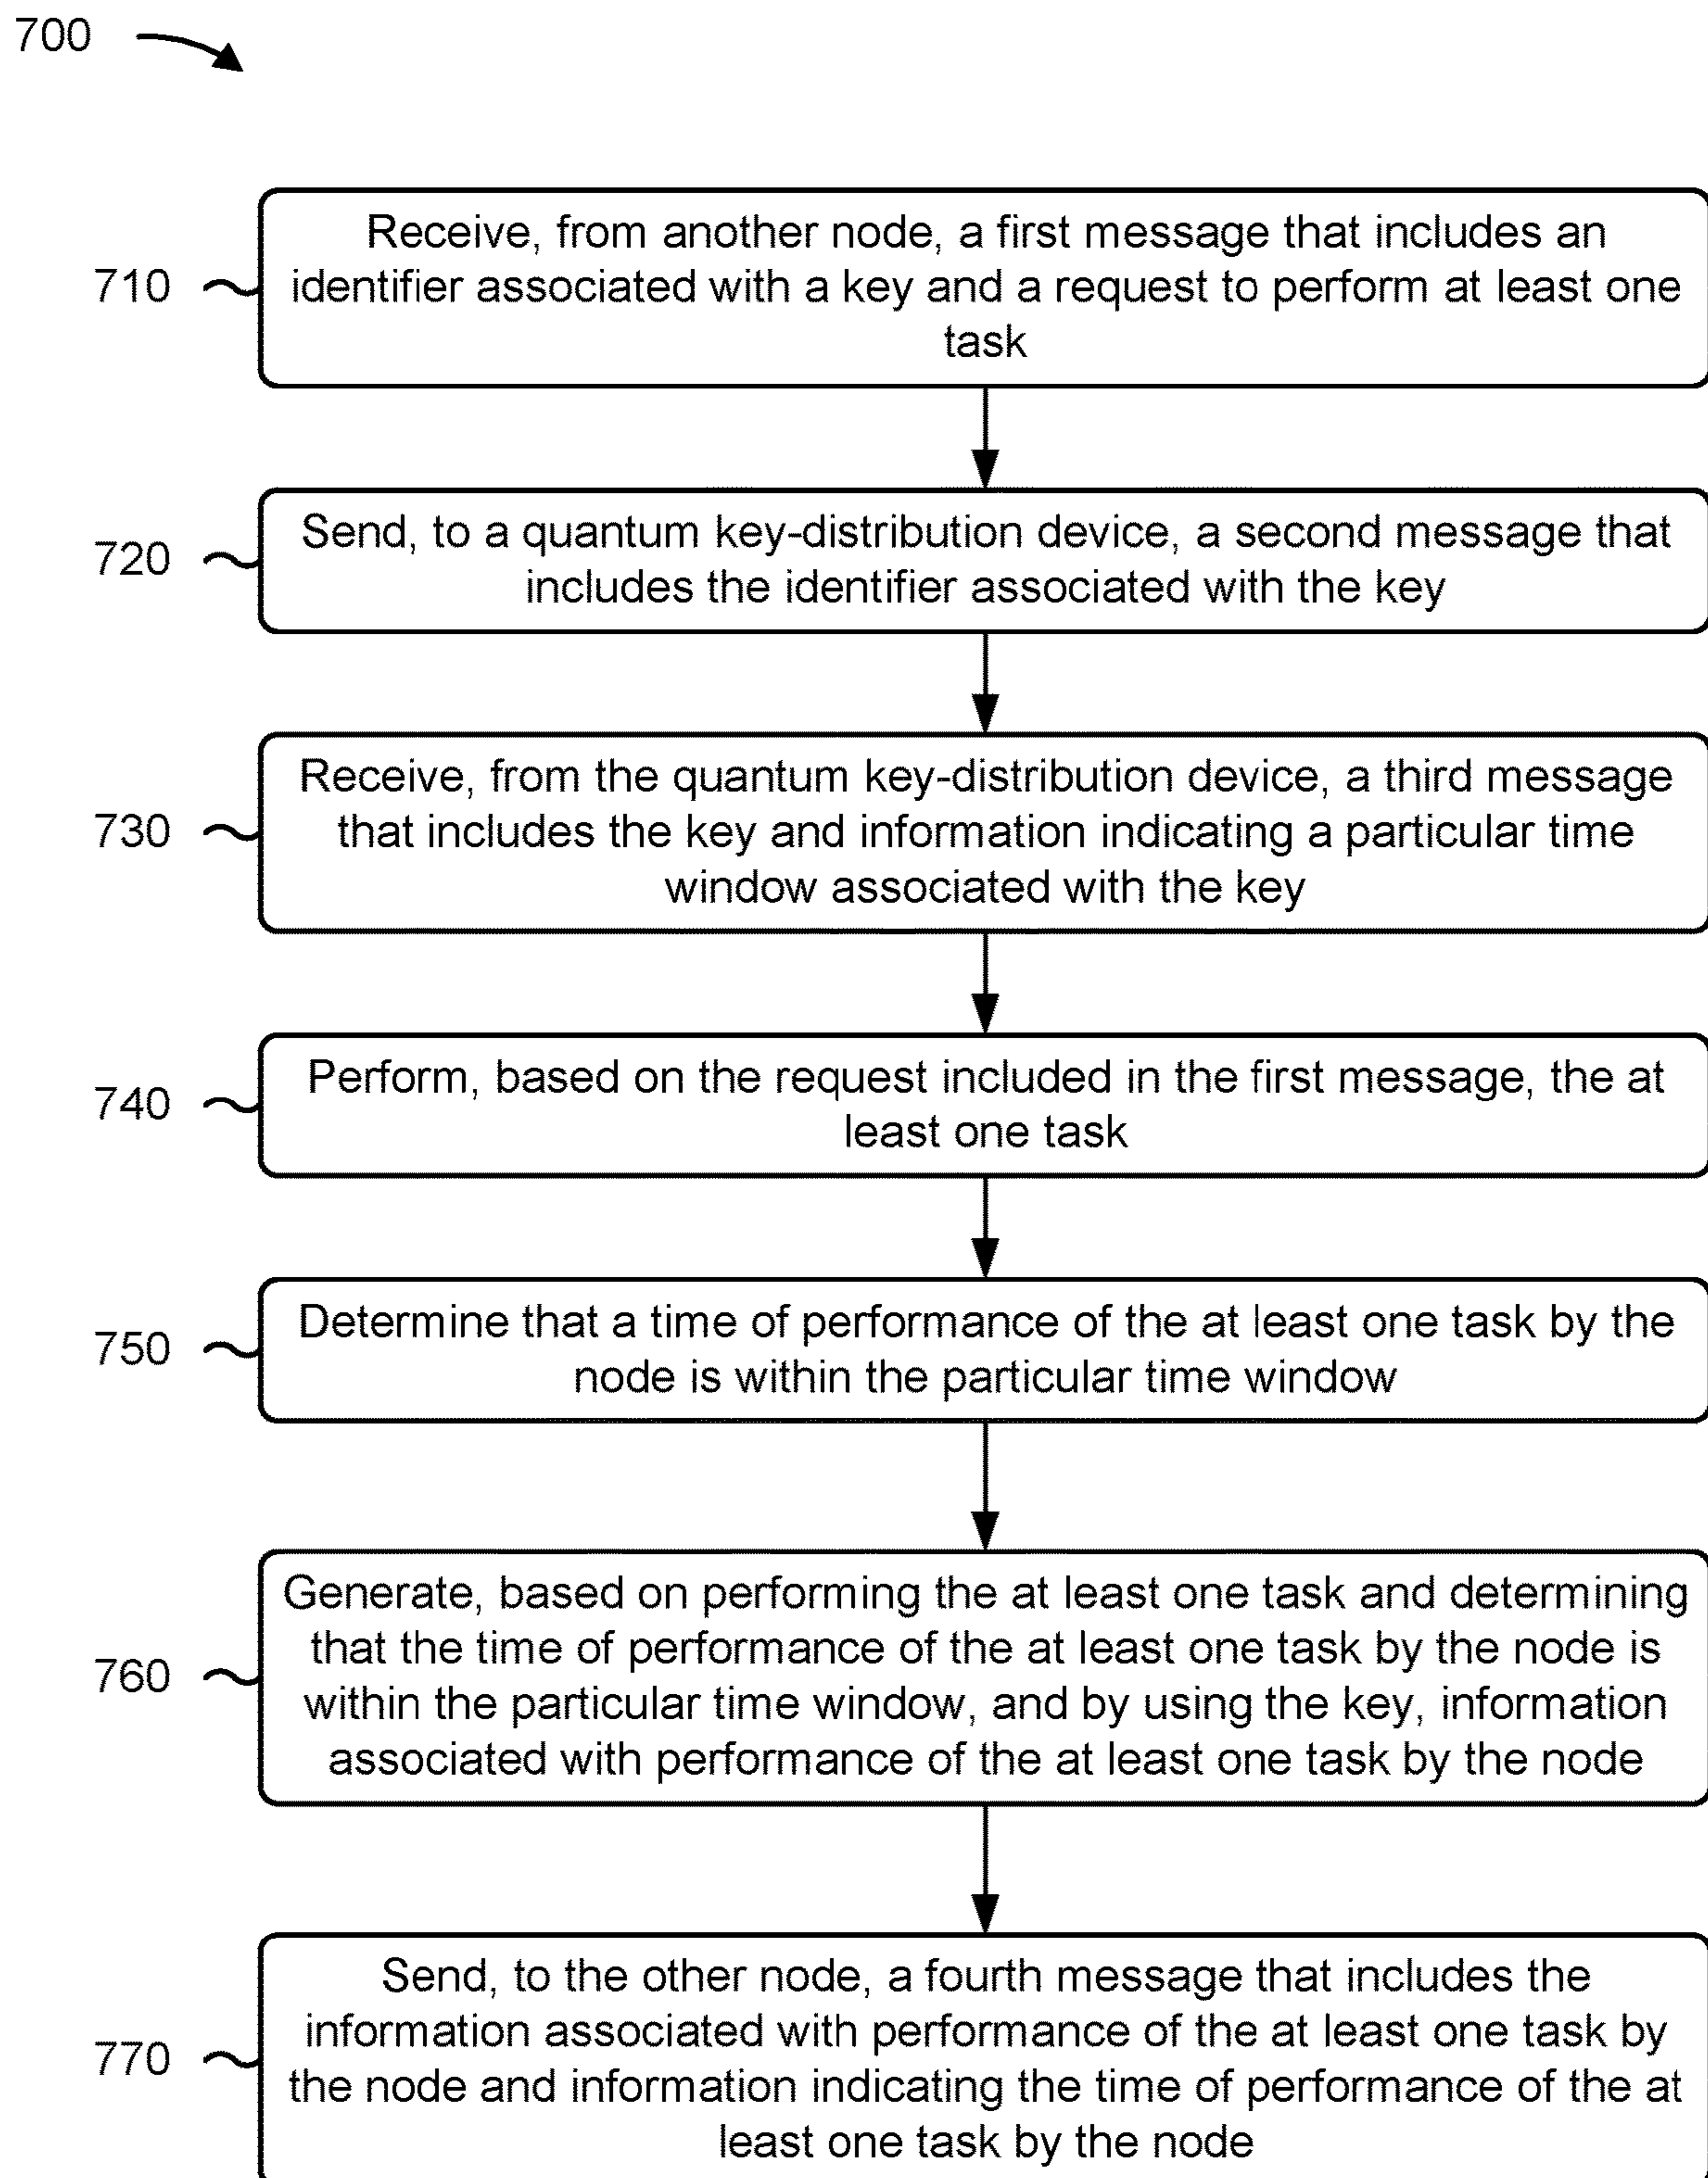 700
710
Receive, from another node, a first message that includes an
identifier associated with a key and a request to perform at least one
task
720
Send, to a quantum key-distribution device, a second message that
includes the identifier associated with the key
730
Receive, from the quantum key-distribution device, a third message
that includes the key and information indicating a particular time
window associated with the key
740
Perform, based on the request included in the first message, the at
least one task
750
Determine that a time of performance of the at least one task by the
node is within the particular time window
760
Generate, based on performing the at least one task and determining
that the time of performance of the at least one task by the node is
within the particular time window, and by using the key, information
associated with performance of the at least one task by the node
770
Send, to the other node, a fourth message that includes the
information associated with performance of the at least one task by
the node and information indicating the time of performance of the at
least one task by the node